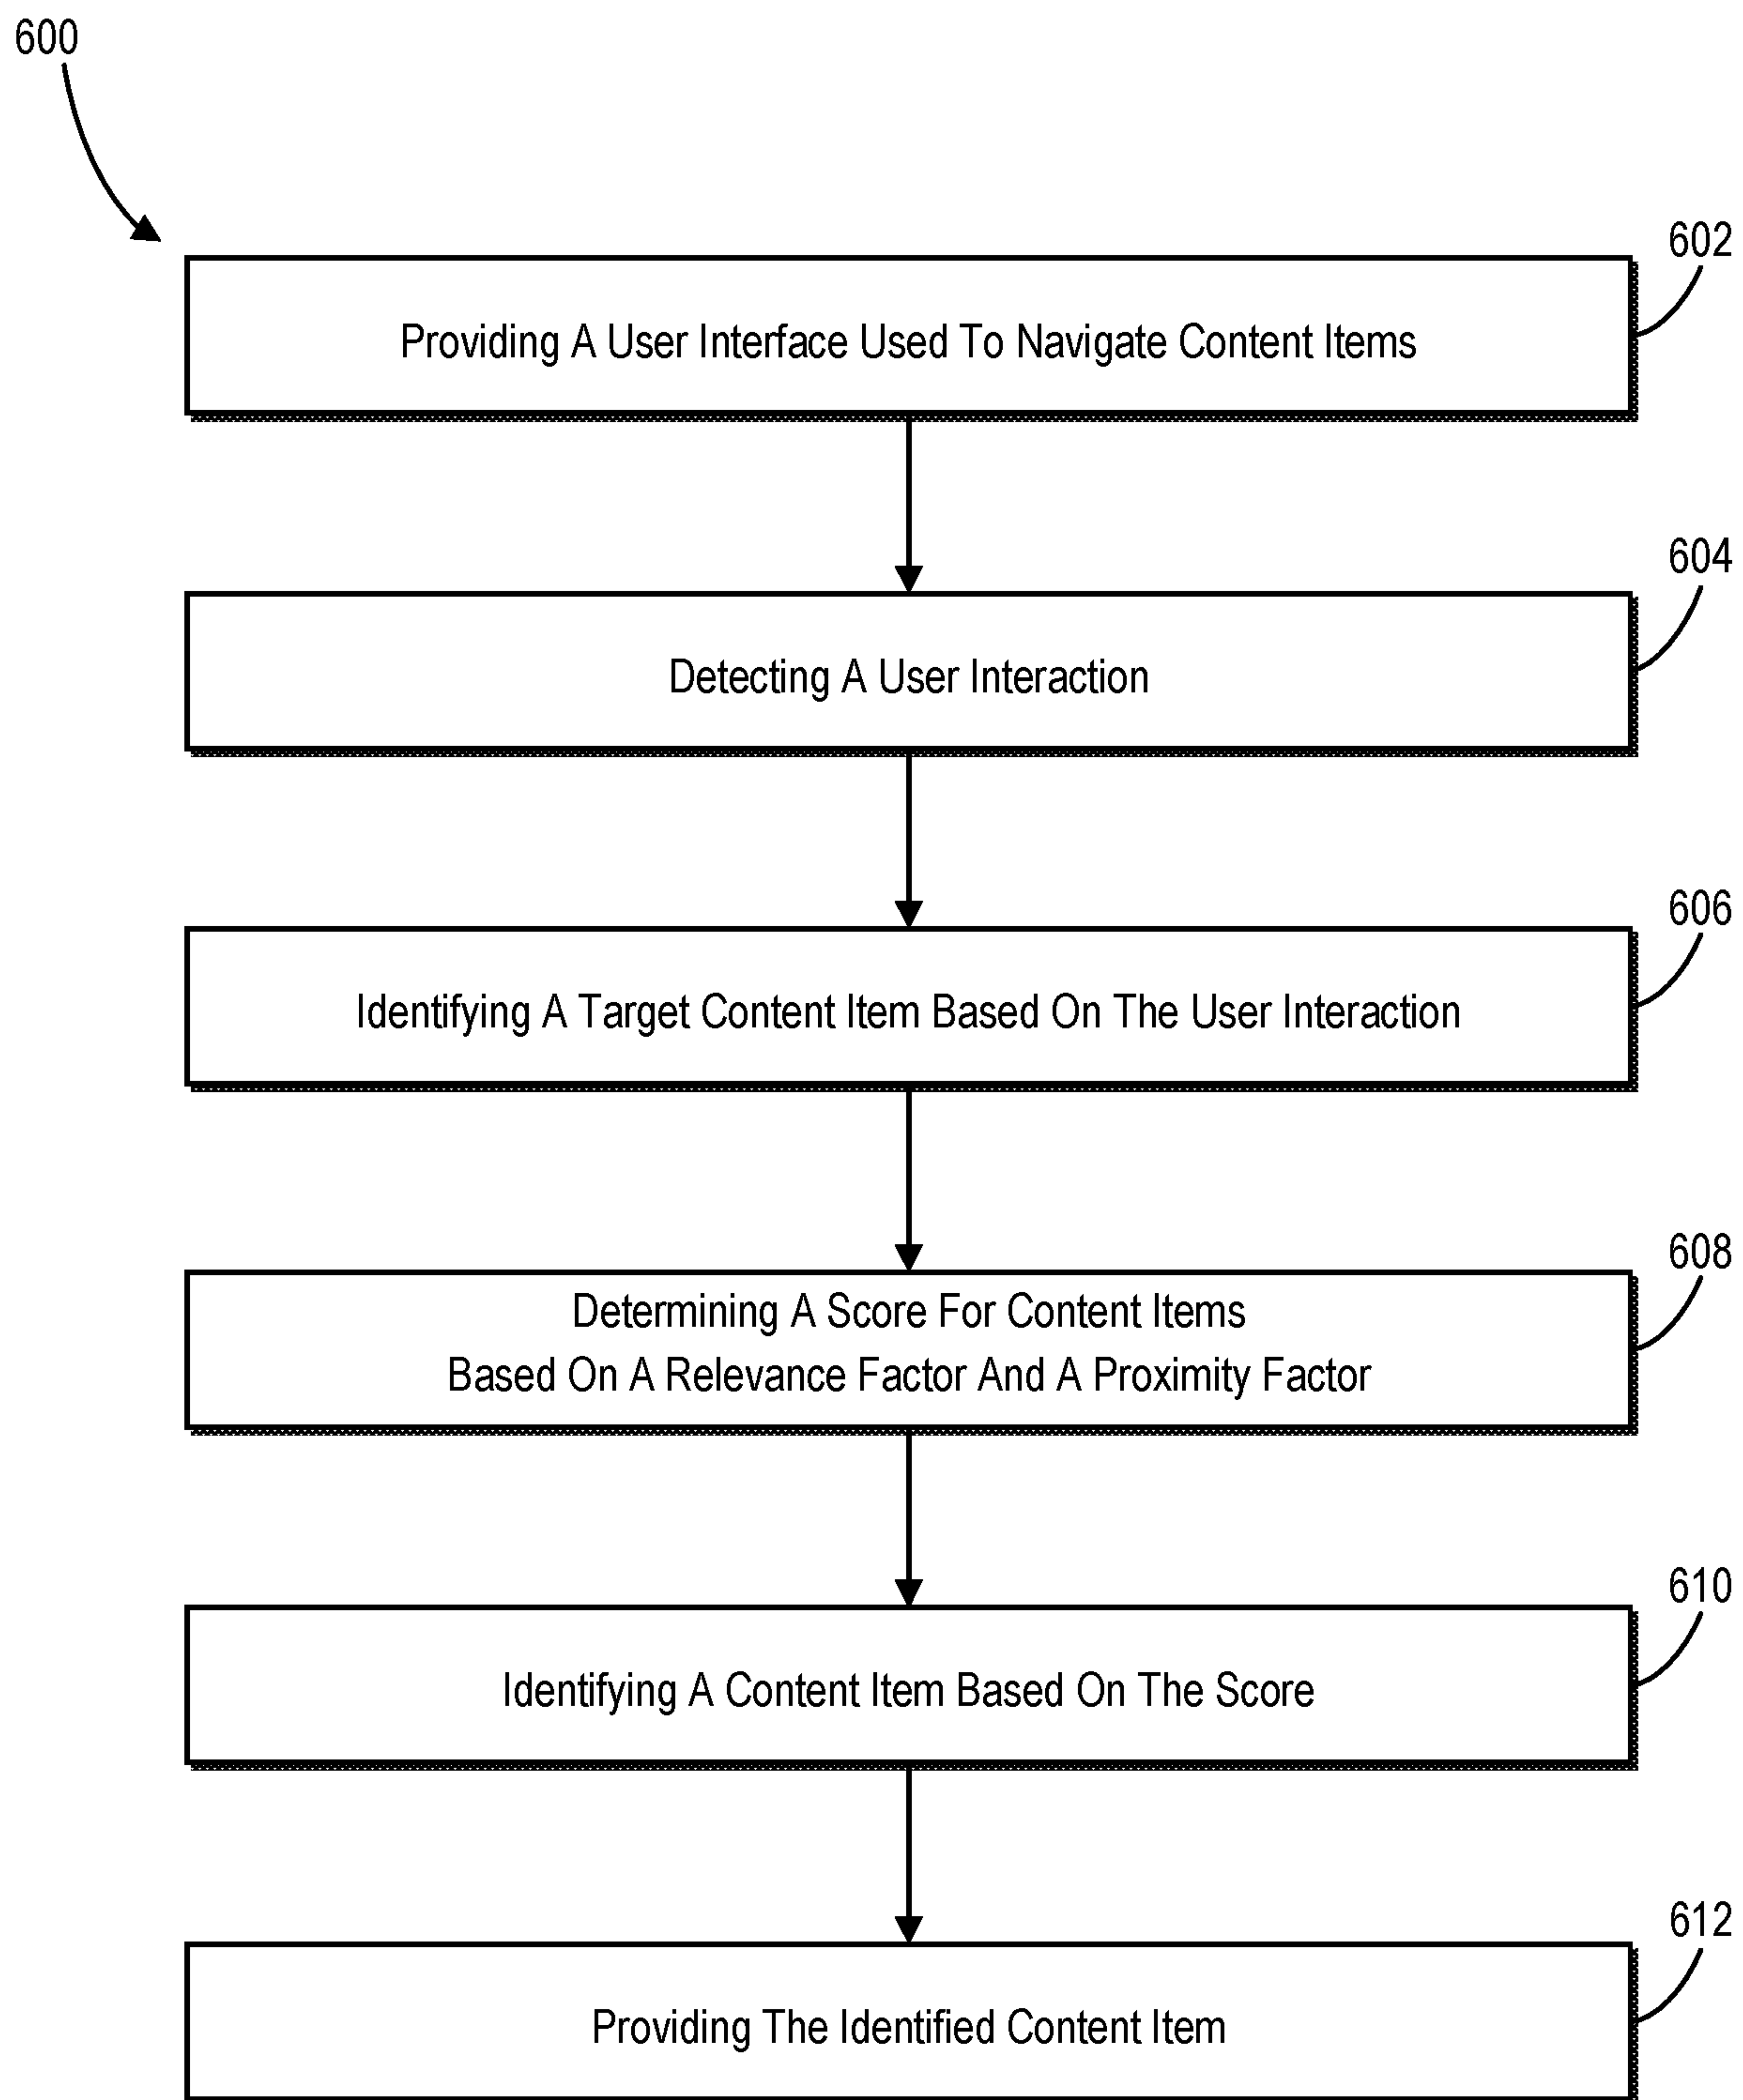 600
602
Providing A User Interface Used To Navigate Content Items
604
Detecting A User Interaction
606
Identifying A Target Content Item Based On The User Interaction
608
Determining A Score For Content Items
Based On A Relevance Factor And A Proximity Factor
610
Identifying A Content Item Based On The Score
612
Providing The Identified Content Item